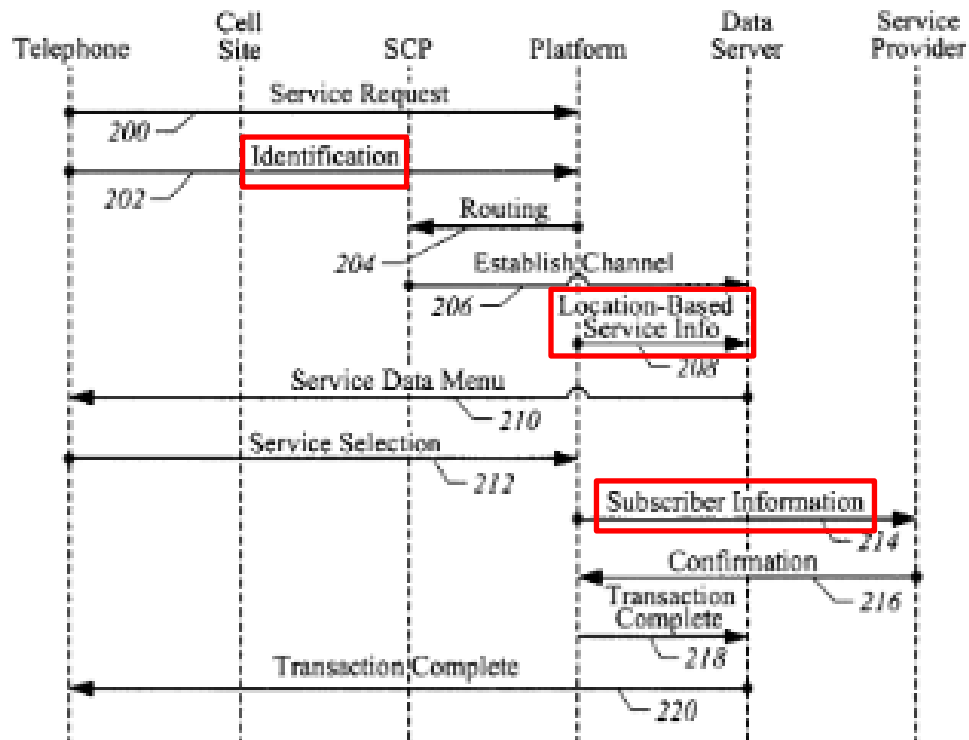 Telephone
Cell
Site
SCP
Platform
Data
Server
Service
Provider
Service Request
200
Identification
202
Routing
204
Establish Channel
206
Location-Based
Service Info
208
Service Data Menu
210
Service Selection
212
Subscriber Information
214
Confirmation
216
Transaction
Complete
218
Transaction Complete
220